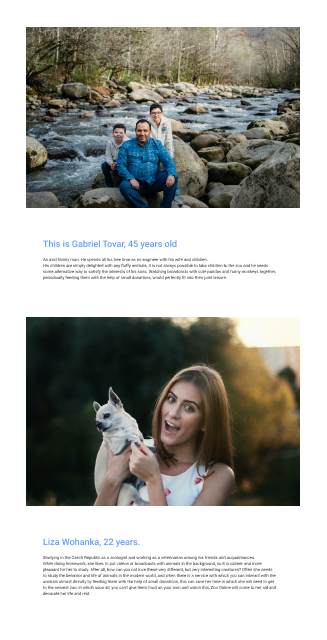 This is Gabriel Tovar, 45 years old
As avid family man. He spends all his free time as an engineer with his wife and children.
His children are simply delighted with any fluffy animals, it is not always possible to take children to the zoo and he needs
some alternative way to satisfy the interests of his sons. Watching broadcasts with cute pandas and funny monkeys together,
periodically feeding them with the help of small donations, would perfectly fit into their joint leisure.
Liza Wohanka, 22 years.
Studying in the Czech Republic as a zoologist and working as a veterinarian among his friends and acquaintances.
While doing homework, she likes to put videos or broadcasts with animals in the background, so it is calmer and more
pleasant for her to study. After all, how can you not love these very different, but very interesting creatures? Often she needs
to study the behavior and life of animals in the modern world, and when there is a service with which you can interact with the
animals almost directly by feeding them with the help of small donations, this can save her time in which she will need to get
to the nearest zoo, in which sow, all you can't give them food on your own, and watch this, Zoo Online will come to her aid and
decorate her life and rest.